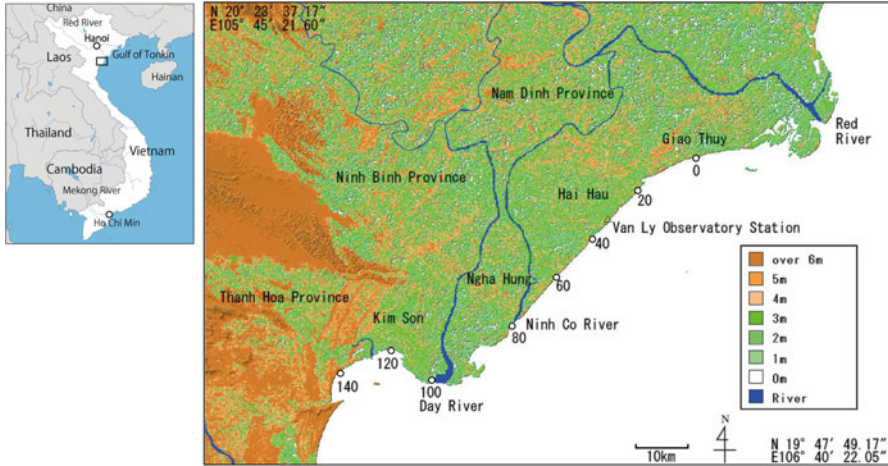 China
Red River
Hanoi
Gulf of Tonkin
Laos
Hainan
Thailand
Vietnam
Cambodia
Mekong River
Ho Chi Min
N 20° 23′ 37.17″
E105° 45′ 21.60″
Nam Dinh Province
Red
River
Giao Thuy
0
Ninh Binh Province
Hai Hau
20
Van Ly Observatory Station
40
Ngha Hung
60
Thanh Hoa Province
Kim Son
Ninh Co River
80
120
140
100
Day River
over 6m
5m
4m
3m
2m
1m
0m
River
10km
N 19° 47′ 49.17″
E106° 40′ 22.05″